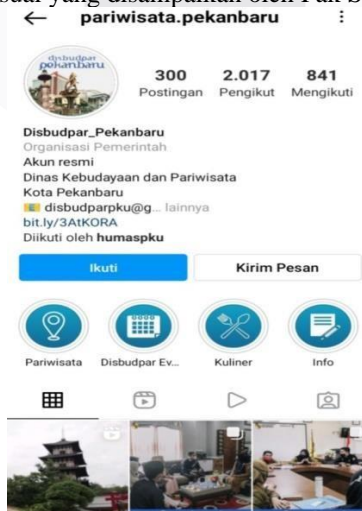 pariwisata.pekanbaru
disbudpar
pekanbaru
300 2.017 841
Postingan Pengikut Mengikuti
Disbudpar_Pekanbaru
Organisasi Pemerintah
Akun resmi
Dinas Kebudayaan dan Pariwisata
Kota Pekanbaru
disbudparpku@g... lainnya
bit.ly/3AtKORA
Diikuti oleh humaspku
Ikuti Kirim Pesan
Pariwisata Disbudpar Ev... Kuliner Info